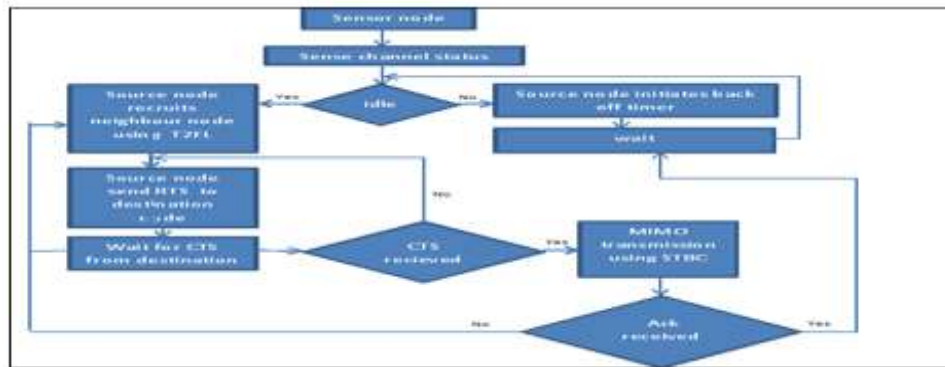 Sensor node
Sense channel status
Idle
Yes
No
Source node
recruits
neighbour node
using T2FL
Source node initiates back
off timer
wait
Source node
send RTS to
destination
node
No
Wait for CTS
from destination
CTS
recieved
Yes
MIMO
transmission
using STBC
Ack
received
No
Yes